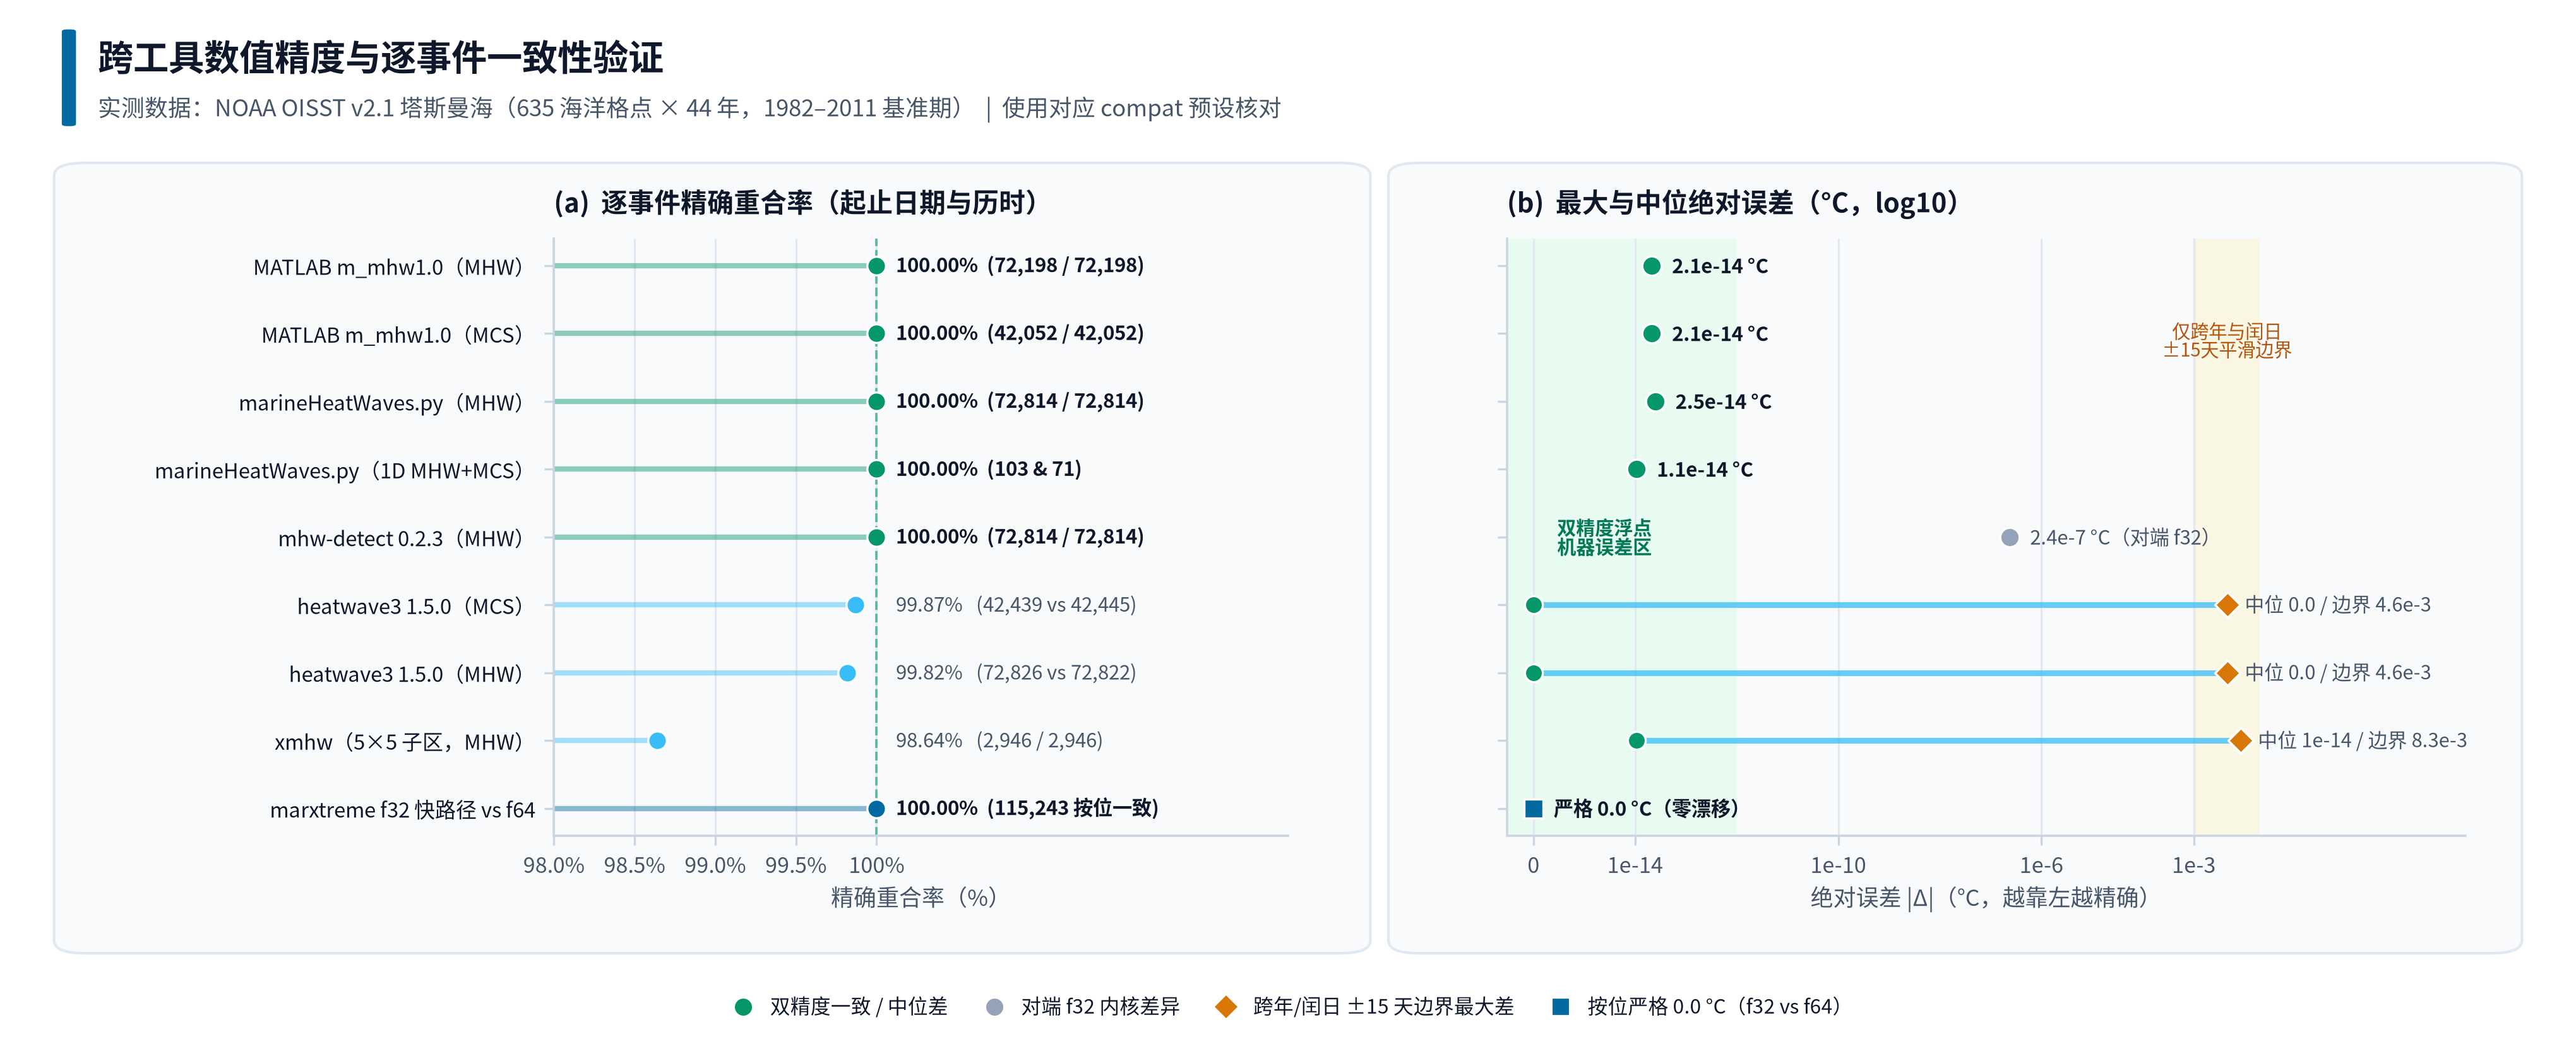 跨工具数值精度与逐事件一致性验证
实测数据：NOAA OISST v2.1 塔斯曼海（635 海洋格点 × 44 年，1982–2011 基准期） | 使用对应 compat 预设核对
(a) 逐事件精确重合率（起止日期与历时）
MATLAB m_mhw1.0（MHW） 100.00% (72,198 / 72,198)
MATLAB m_mhw1.0（MCS） 100.00% (42,052 / 42,052)
marineHeatWaves.py（MHW） 100.00% (72,814 / 72,814)
marineHeatWaves.py（1D MHW+MCS） 100.00% (103 & 71)
mhw-detect 0.2.3（MHW） 100.00% (72,814 / 72,814)
heatwave3 1.5.0（MCS） 99.87% (42,439 vs 42,445)
heatwave3 1.5.0（MHW） 99.82% (72,826 vs 72,822)
xmhw（5×5 子区，MHW） 98.64% (2,946 / 2,946)
marxtreme f32 快路径 vs f64 100.00% (115,243 按位一致)
98.0% 98.5% 99.0% 99.5% 100%
精确重合率（%）
(b) 最大与中位绝对误差（°C，log10）
2.1e-14 °C
2.1e-14 °C
仅跨年与闰日
±15天平滑边界
2.5e-14 °C
1.1e-14 °C
双精度浮点
机器误差区
2.4e-7 °C（对端 f32）
中位 0.0 / 边界 4.6e-3
中位 0.0 / 边界 4.6e-3
中位 1e-14 / 边界 8.3e-3
严格 0.0 °C（零漂移）
0 1e-14 1e-10 1e-6 1e-3
绝对误差 |Δ|（°C，越靠左越精确）
双精度一致 / 中位差 对端 f32 内核差异 跨年/闰日 ±15 天边界最大差 按位严格 0.0 °C（f32 vs f64）